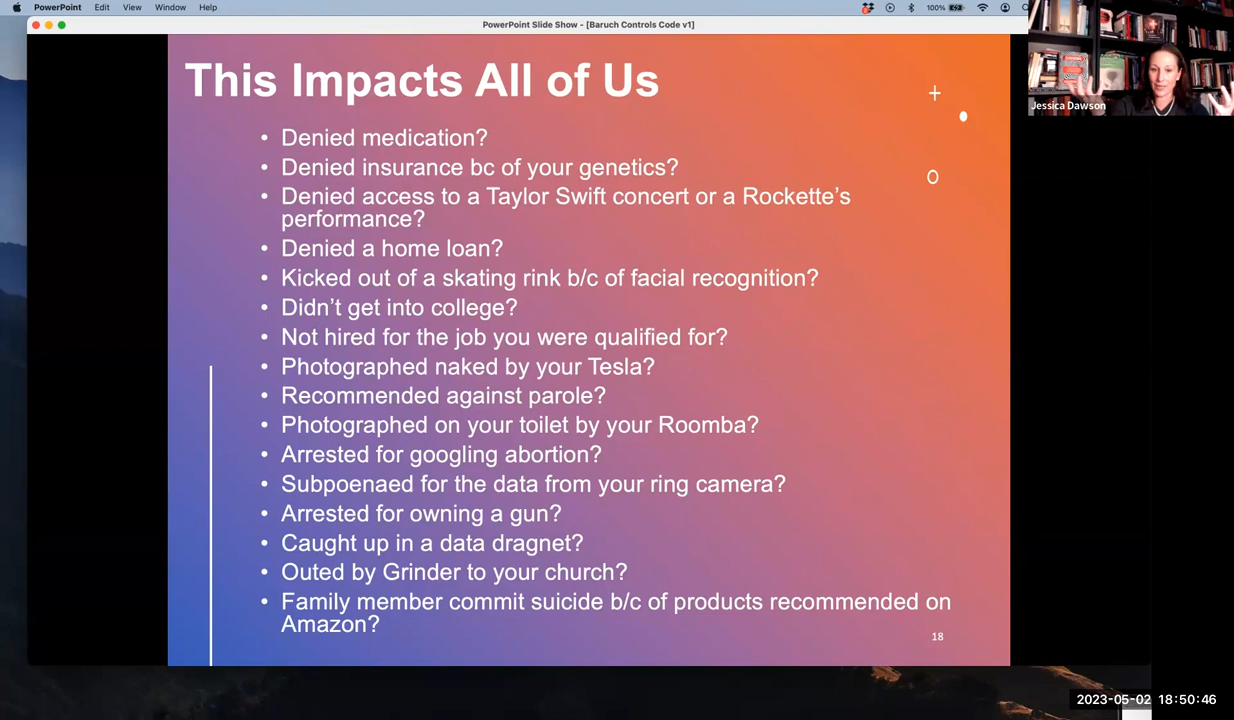 PowerPoint Edit View Window Help
100%
PowerPoint Slide Show - [Baruch Controls Code v1]
Jessica Dawson
This Impacts All of Us
• Denied medication?
• Denied insurance bc of your genetics?
• Denied access to a Taylor Swift concert or a Rockette’s
performance?
• Denied a home loan?
• Kicked out of a skating rink b/c of facial recognition?
• Didn’t get into college?
• Not hired for the job you were qualified for?
• Photographed naked by your Tesla?
• Recommended against parole?
• Photographed on your toilet by your Roomba?
• Arrested for googling abortion?
• Subpoenaed for the data from your ring camera?
• Arrested for owning a gun?
• Caught up in a data dragnet?
• Outed by Grinder to your church?
• Family member commit suicide b/c of products recommended on
Amazon?
18
2023-05-02 18:50:46